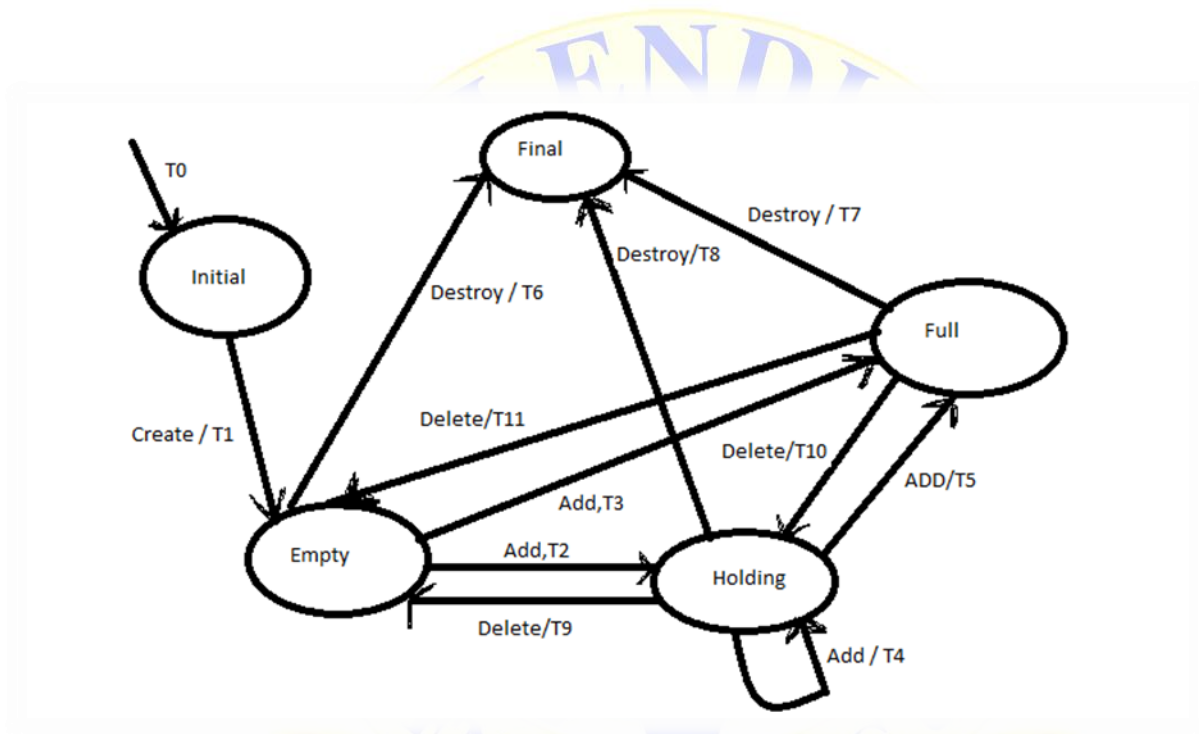 ENDI
Final
T0
Destroy / T7
Destroy/T8
Initial
Destroy / T6
Full
Delete/T11
Create / T1
Delete/T10
ADD/T5
Add,T3
Add,T2
Empty
Holding
Delete/T9
Add / T4